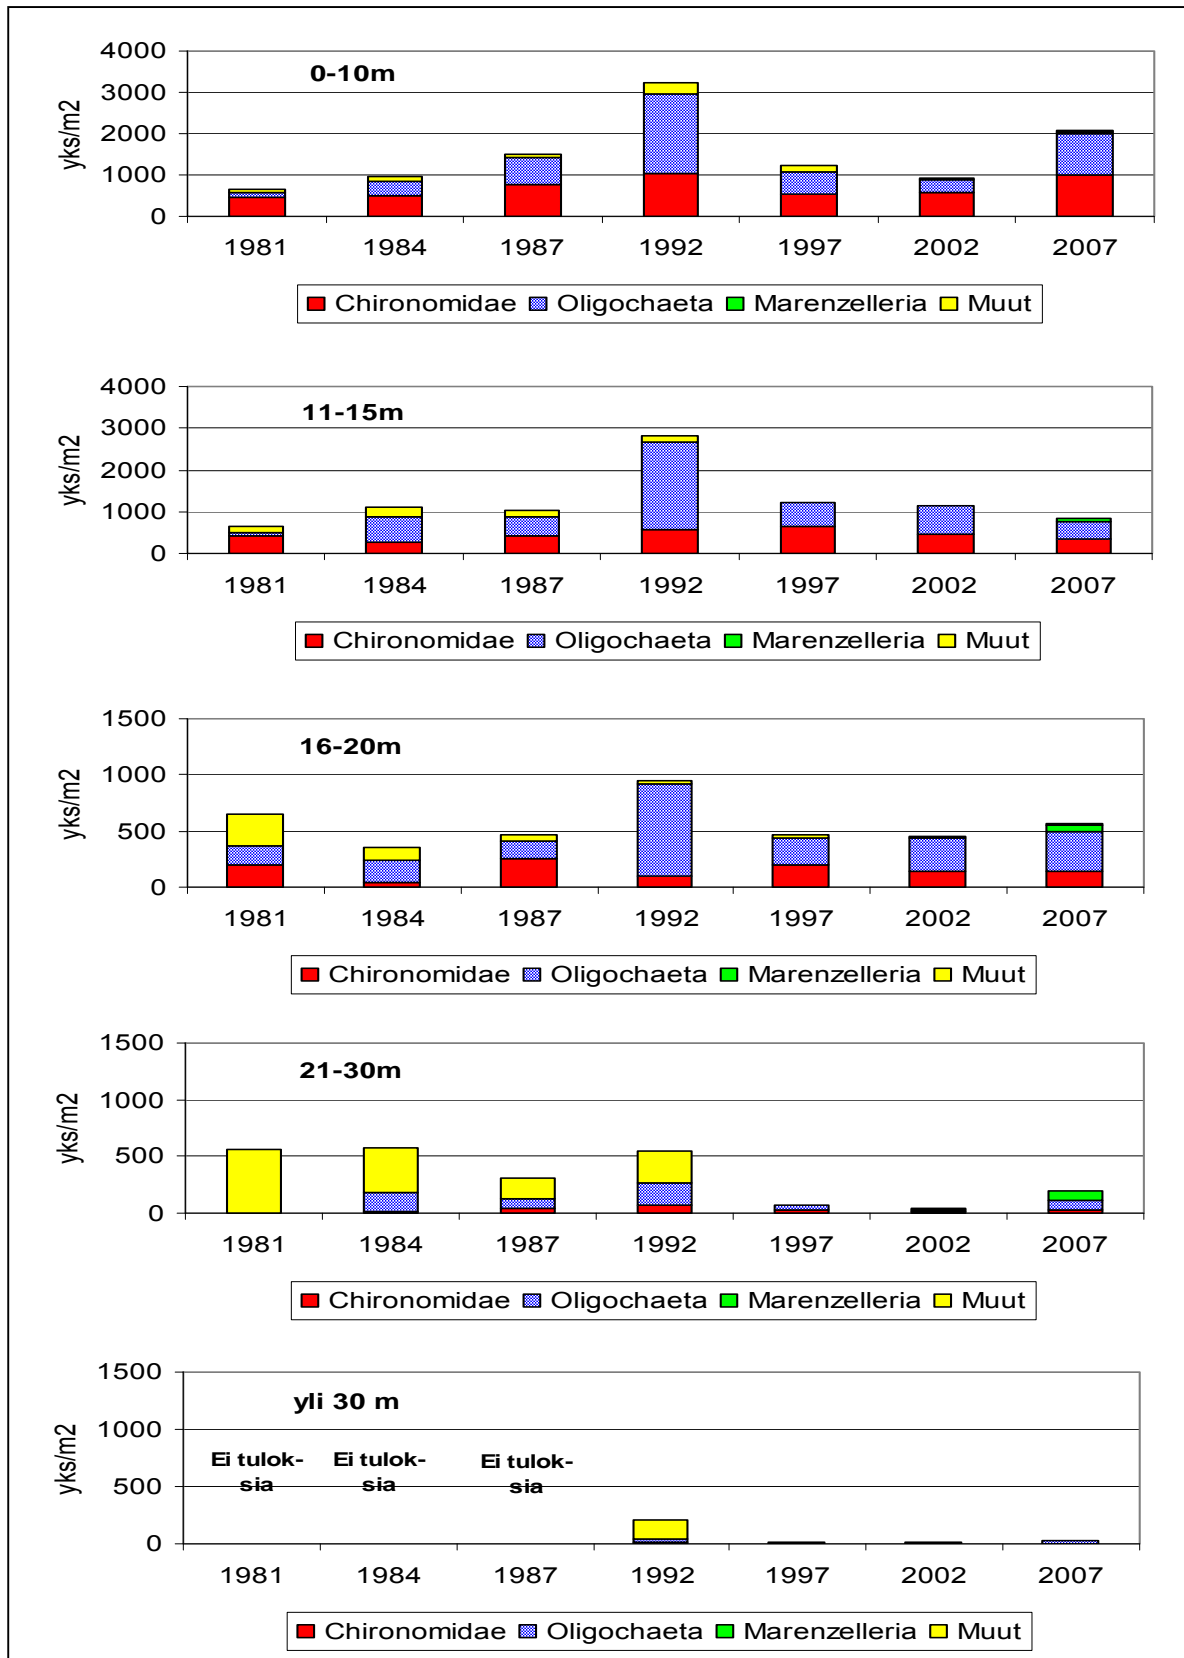 4000
0-10m
3000
2000
1000
0
yks/m2
1981 1984 1987 1992 1997 2002 2007
Chironomidae Oligochaeta Marenzelleria Muut
4000
11-15m
3000
2000
1000
0
yks/m2
1981 1984 1987 1992 1997 2002 2007
Chironomidae Oligochaeta Marenzelleria Muut
1500
16-20m
1000
500
0
yks/m2
1981 1984 1987 1992 1997 2002 2007
Chironomidae Oligochaeta Marenzelleria Muut
1500
21-30m
1000
500
0
yks/m2
1981 1984 1987 1992 1997 2002 2007
Chironomidae Oligochaeta Marenzelleria Muut
1500
yli 30 m
1000
500
0
yks/m2
Ei tulok-
sia
Ei tulok-
sia
Ei tulok-
sia
1981 1984 1987 1992 1997 2002 2007
Chironomidae Oligochaeta Marenzelleria Muut